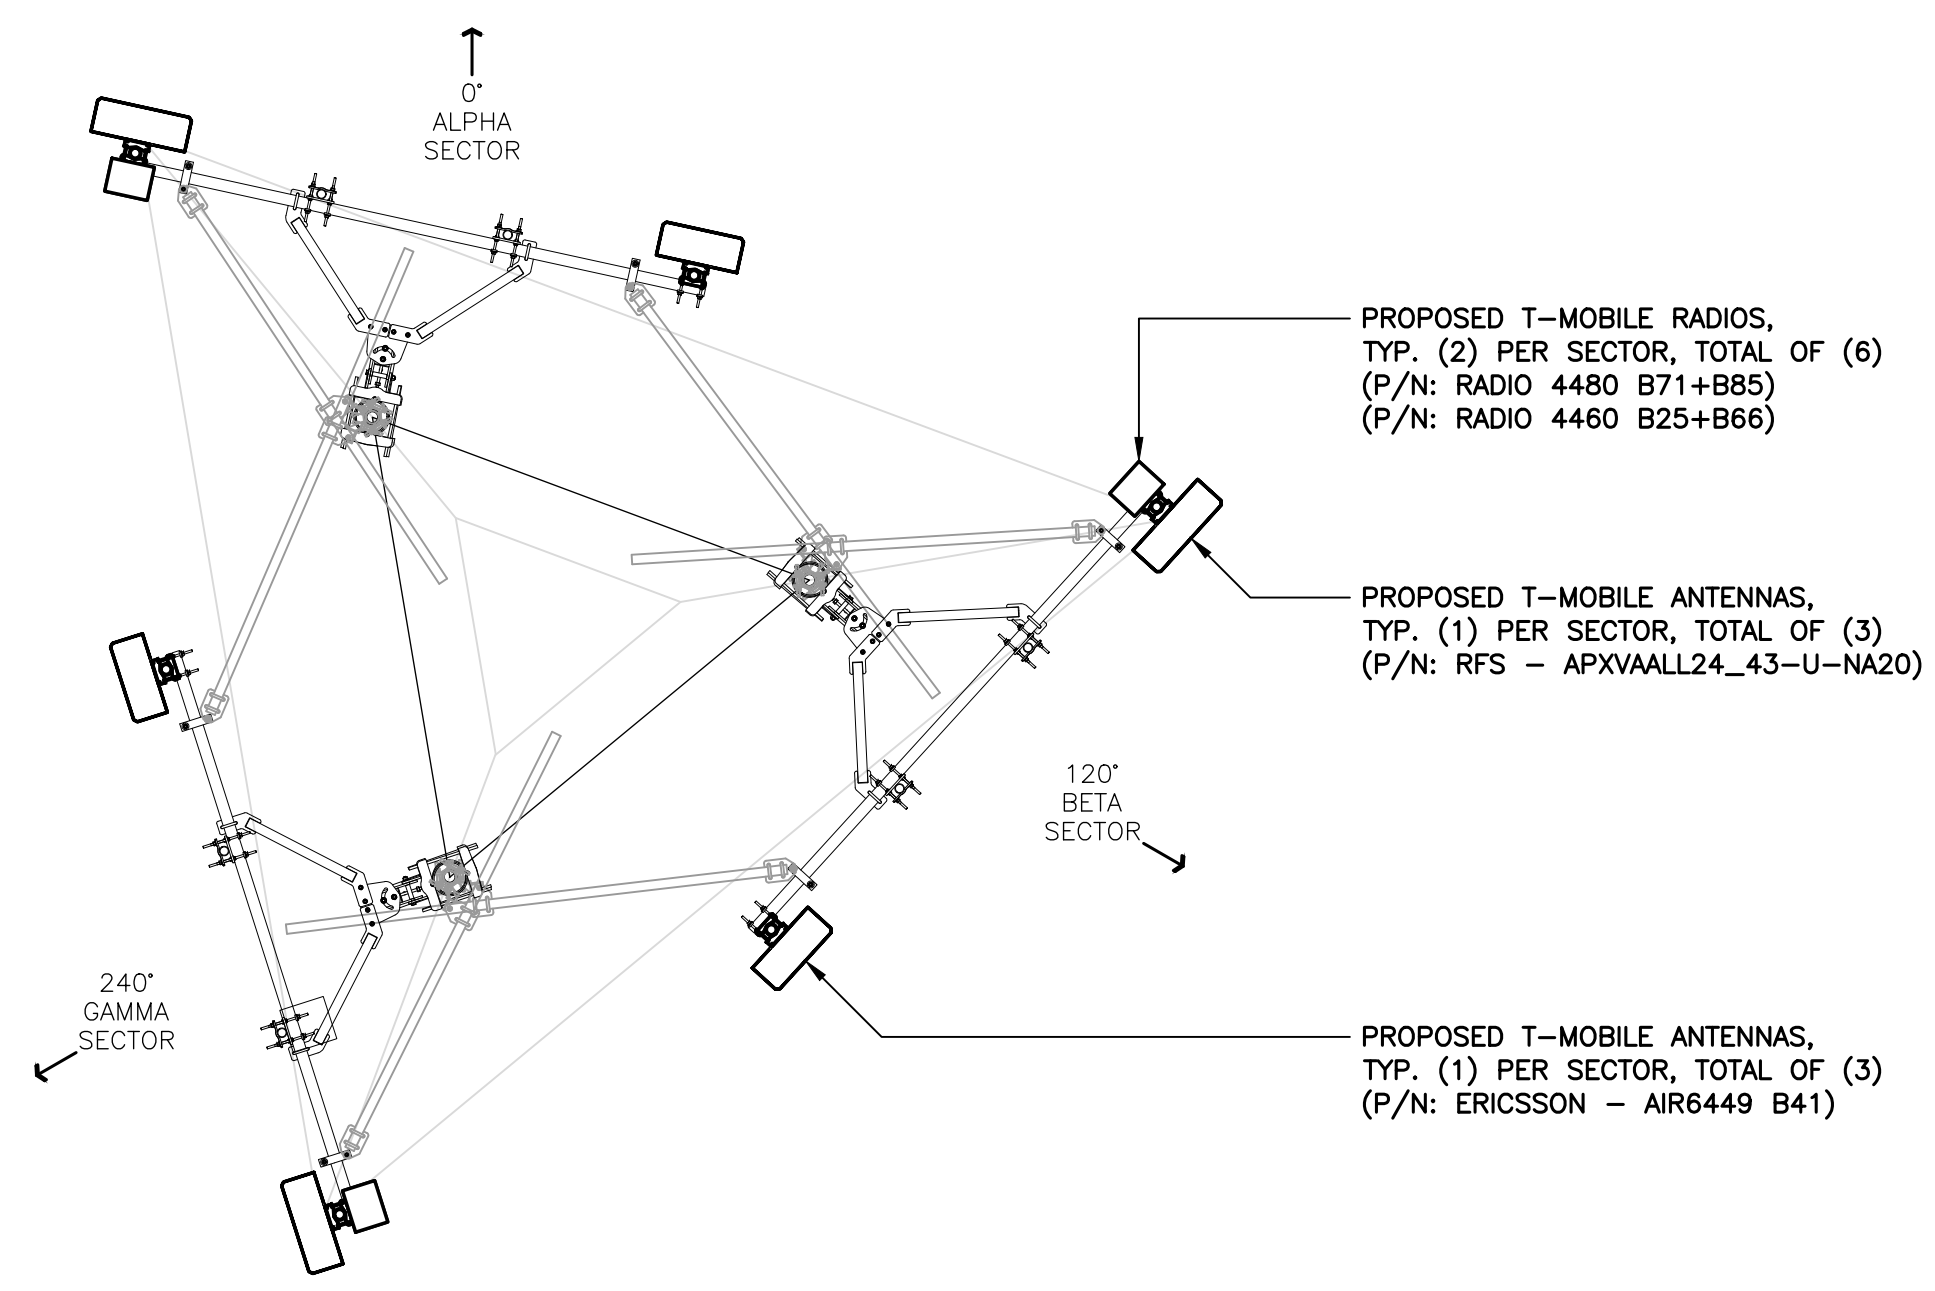 0°
ALPHA
SECTOR
PROPOSED T-MOBILE RADIOS,
TYP. (2) PER SECTOR, TOTAL OF (6)
(P/N: RADIO 4480 B71+B85)
(P/N: RADIO 4460 B25+B66)
PROPOSED T-MOBILE ANTENNAS,
TYP. (1) PER SECTOR, TOTAL OF (3)
(P/N: RFS - APXVAALL24_43-U-NA20)
120°
BETA
SECTOR
240°
GAMMA
SECTOR
PROPOSED T-MOBILE ANTENNAS,
TYP. (1) PER SECTOR, TOTAL OF (3)
(P/N: ERICSSON - AIR6449 B41)